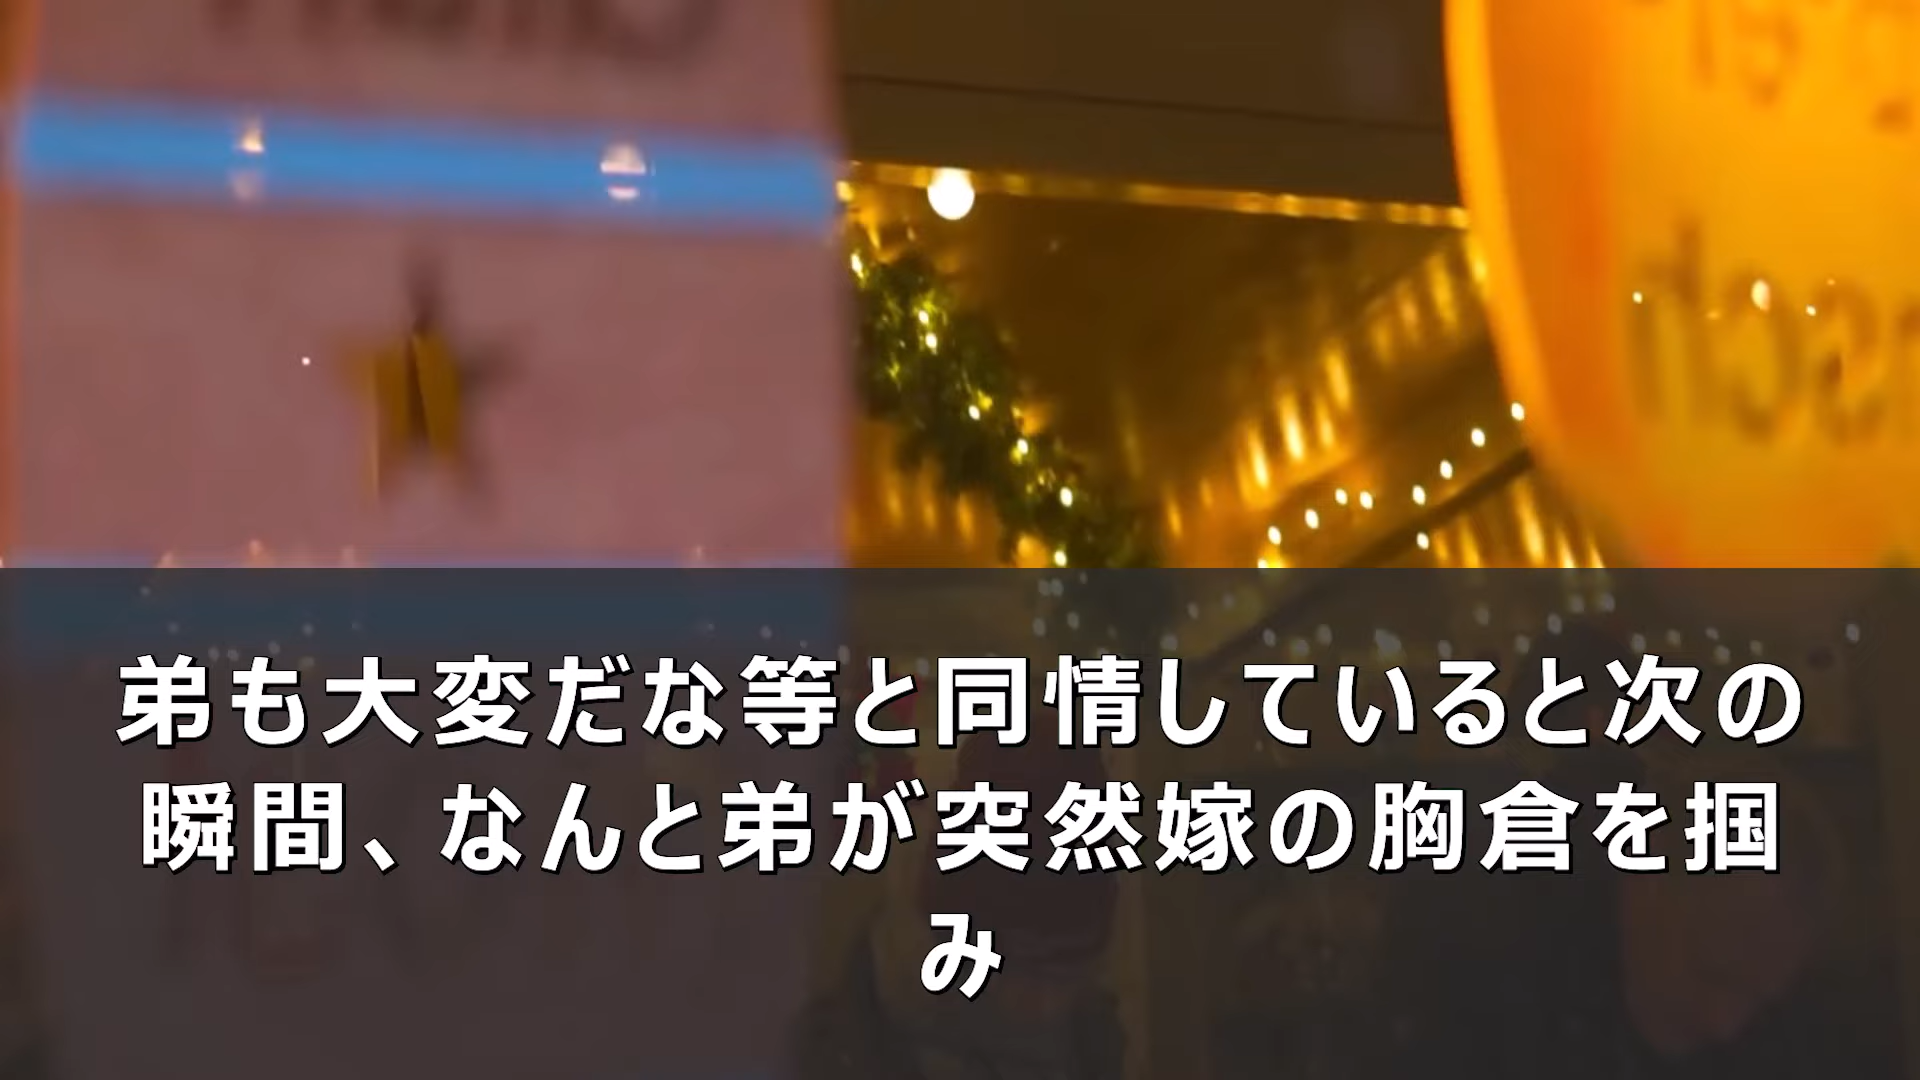 弟も大変だな等と同情していると次の
瞬間、なんと弟が突然嫁の胸倉を掴
み